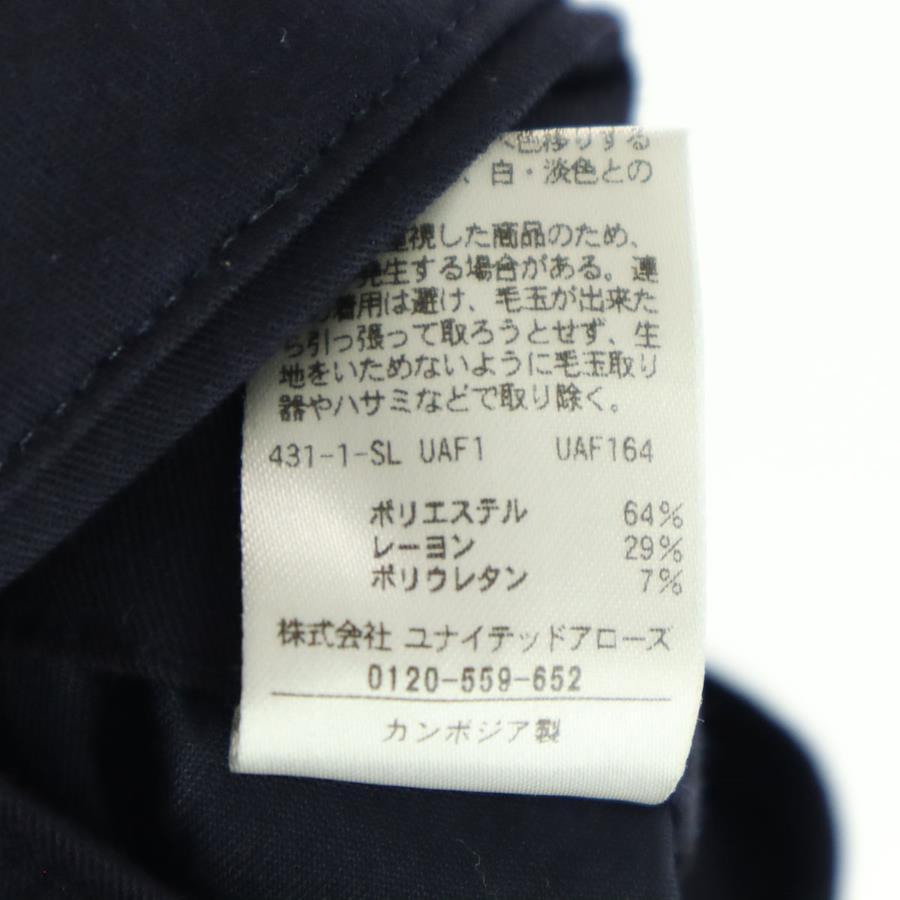 色移りする
、白・淡色との
重視した商品のため、
発生する場合がある。連
着用は避け、毛玉が出来た
ら引っ張って取ろうとせず、生
地をいためないように毛玉取り
器やハサミなどで取り除く。
431-1-SL UAF1 UAF164
ポリエステル 64%
レーヨン 29%
ポリウレタン 7%
株式会社 ユナイテッドアローズ
0120-559-652
カンボジア製